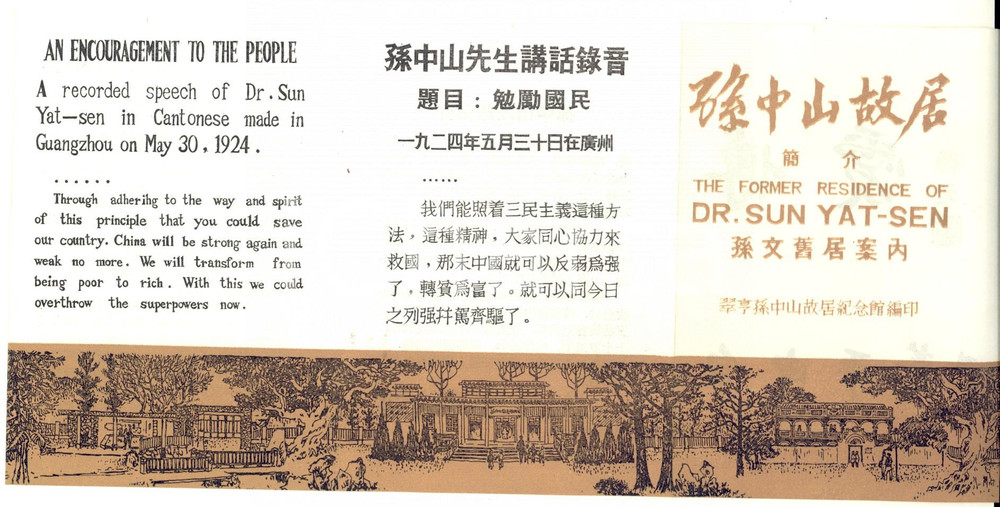 AN ENCOURAGEMENT TO THE PEOPLE
A recorded speech of Dr. Sun
Yat—sen in Cantonese made in
Guangzhou on May 30, 1924.
......
Through adherihg to the way and spirit
of this principle that you could save
our country. China will be strong again and
weak no more. We will transform from
being poor to rich. With this we could
overthrow the superpowers now.
孫中山先生講話錄音
題目：勉勵國民
一九二四年五月三十日在廣州
......
我們能照着三民主義這種方
法，這種精神，大家同心協力來
救國，那末中國就可以反弱爲强
了，轉貧爲富了。就可以同今日
之列强幷駕齊驅了。
孫中山故居
簡介
THE FORMER RESIDENCE OF
DR. SUN YAT-SEN
孫文舊居案内
翠亨孫中山故居紀念館編印